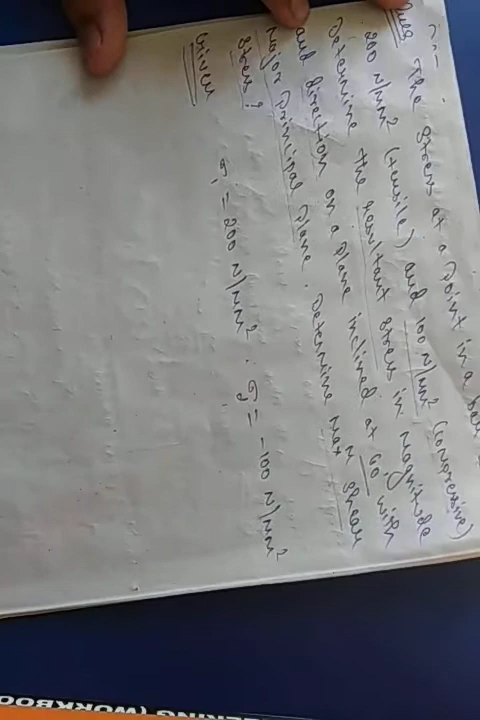 Ques The stress at a point in a bar
200 N/mm² (tensile) and 100 N/mm² (compressive)
Determine the resultant stress in magnitude
and direction on a plane inclined at 60 with
Major principal plane. Determine max shear
stress?
Given
σ₁ = 200 N/mm². = -100 N/mm²
EERING (WORKBOO